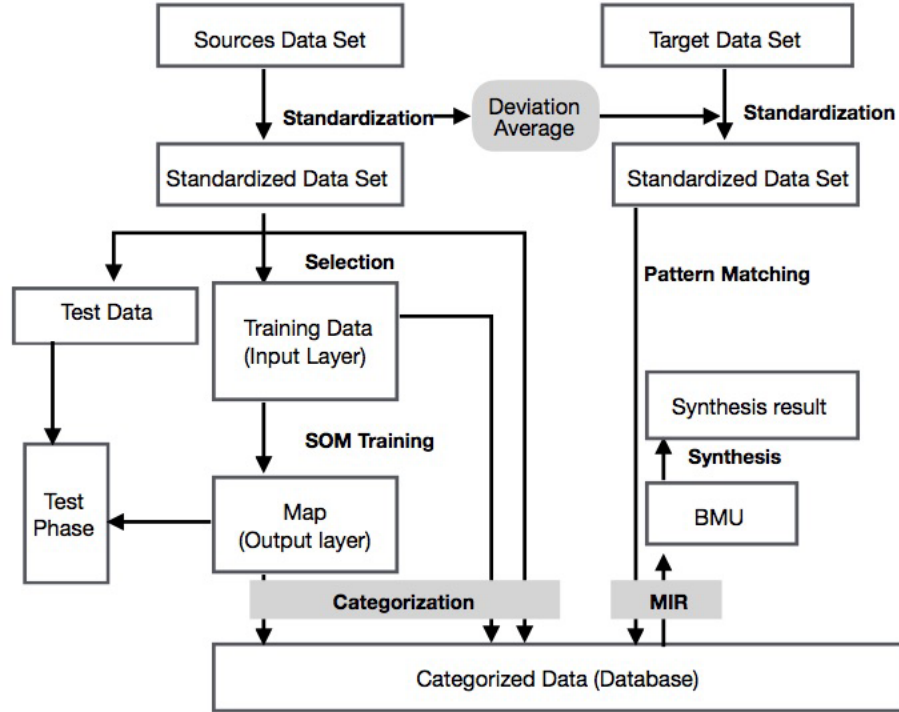 Sources Data Set
Target Data Set
Standardization
Deviation
Average
Standardization
Standardized Data Set
Standardized Data Set
Selection
Pattern Matching
Test Data
Training Data
(Input Layer)
Synthesis result
SOM Training
Synthesis
Test
Phase
Map
(Output layer)
BMU
Categorization
MIR
Categorized Data (Database)